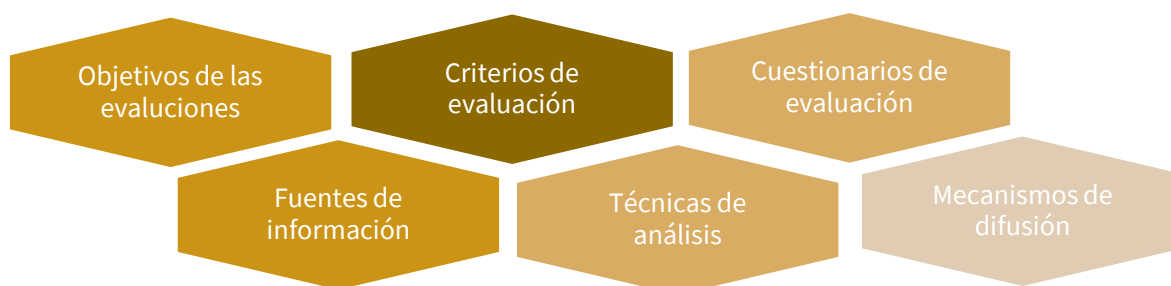 Objetivos de las
evaluciones
Criterios de
evaluación
Cuestionarios de
evaluación
Fuentes de
información
Técnicas de
análisis
Mecanismos de
difusión